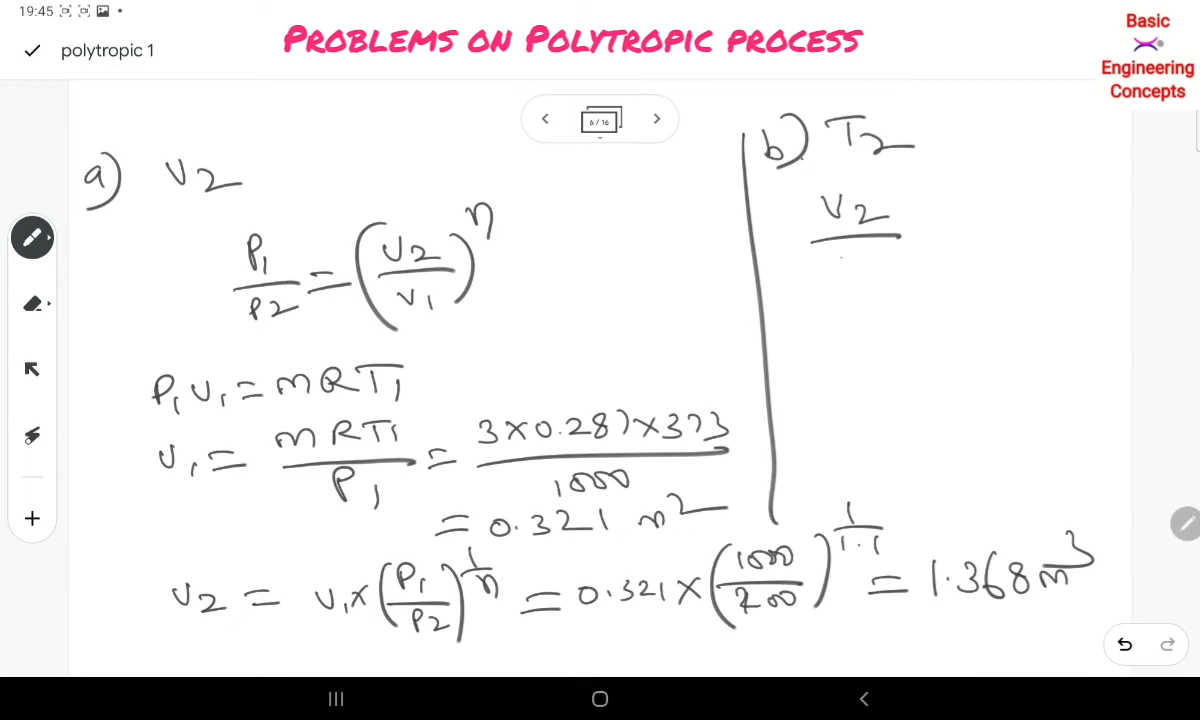 19:45
polytropic 1
PROBLEMS ON POLYTROPIC PROCESS
Basic
Engineering
Concepts
6 / 16
a) V2
P1/P2 = (V2/V1)^n
P1V1 = mRT1
V1 = mRT1/P1 = 3×0.287×373/1000
= 0.321 m2
V2 = V1×(P1/P2)^1/n = 0.321×(1000/200)^1/1.1 = 1.368m3
b) T2
V2